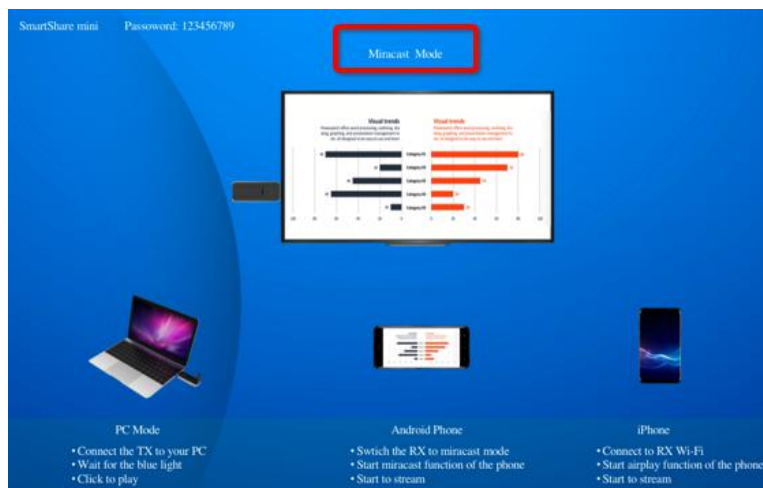 SmartShare mini Passoword: 123456789
Miracast Mode
Visual trends
Visual trends
PC Mode
• Connect the TX to your PC
• Wait for the blue light
• Click to play
Android Phone
• Swtich the RX to miracast mode
• Start miracast function of the phone
• Start to stream
iPhone
• Connect to RX Wi-Fi
• Start airplay function of the phone
• Start to stream